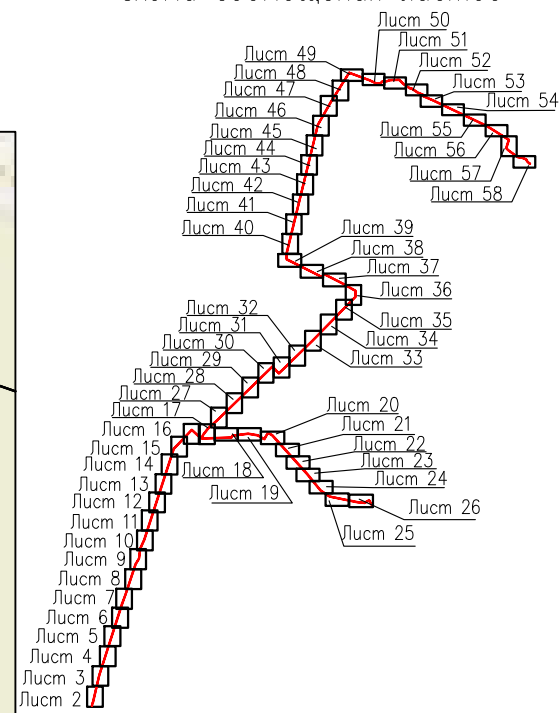 Лист 50
Лист 51
Лист 49
Лист 52
Лист 48
Лист 53
Лист 47
Лист 54
Лист 46
Лист 55
Лист 45
Лист 56
Лист 44
Лист 43
Лист 57
Лист 42
Лист 58
Лист 41
Лист 40
Лист 39
Лист 38
Лист 37
Лист 36
Лист 32
Лист 35
Лист 31
Лист 34
Лист 30
Лист 33
Лист 29
Лист 28
Лист 27
Лист 20
Лист 17
Лист 21
Лист 16
Лист 22
Лист 15
Лист 23
Лист 14
Лист 18
Лист 24
Лист 13
Лист 19
Лист 12
Лист 26
Лист 11
Лист 25
Лист 10
Лист 9
Лист 8
Лист 7
Лист 6
Лист 5
Лист 4
Лист 3
Лист 2